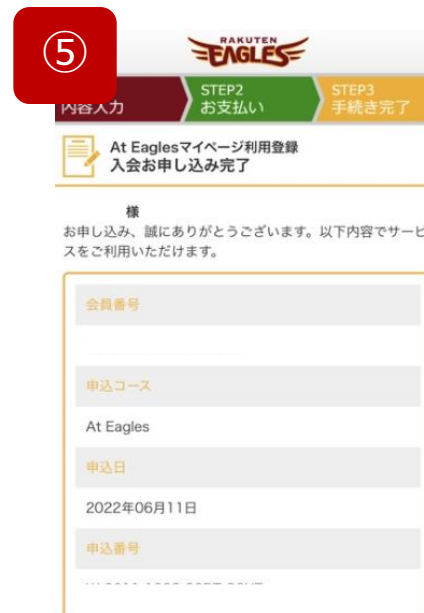 ⑤
RAKUTEN
EAGLES
内容入力
STEP2
お支払い
STEP3
手続き完了
At Eaglesマイページ利用登録
入会お申し込み完了
様
お申し込み、誠にありがとうございます。以下内容でサービ
スをご利用いただけます。
会員番号
申込コース
At Eagles
申込日
2022年06月11日
申込番号